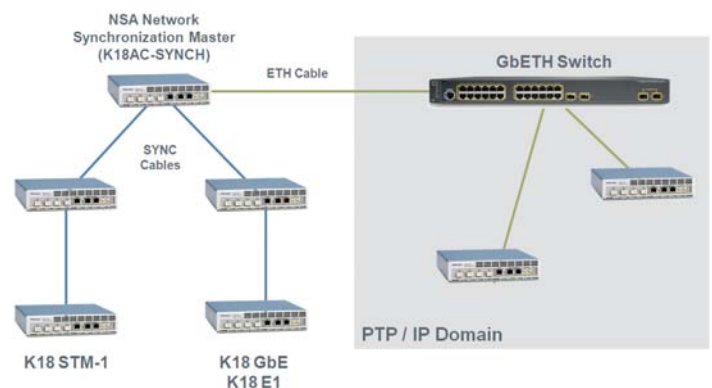 NSA Network
Synchronization Master
(K18AC-SYNCH)
ETH Cable
GbETH Switch
SYNC
Cables
PTP / IP Domain
K18 STM-1
K18 GbE
K18 E1